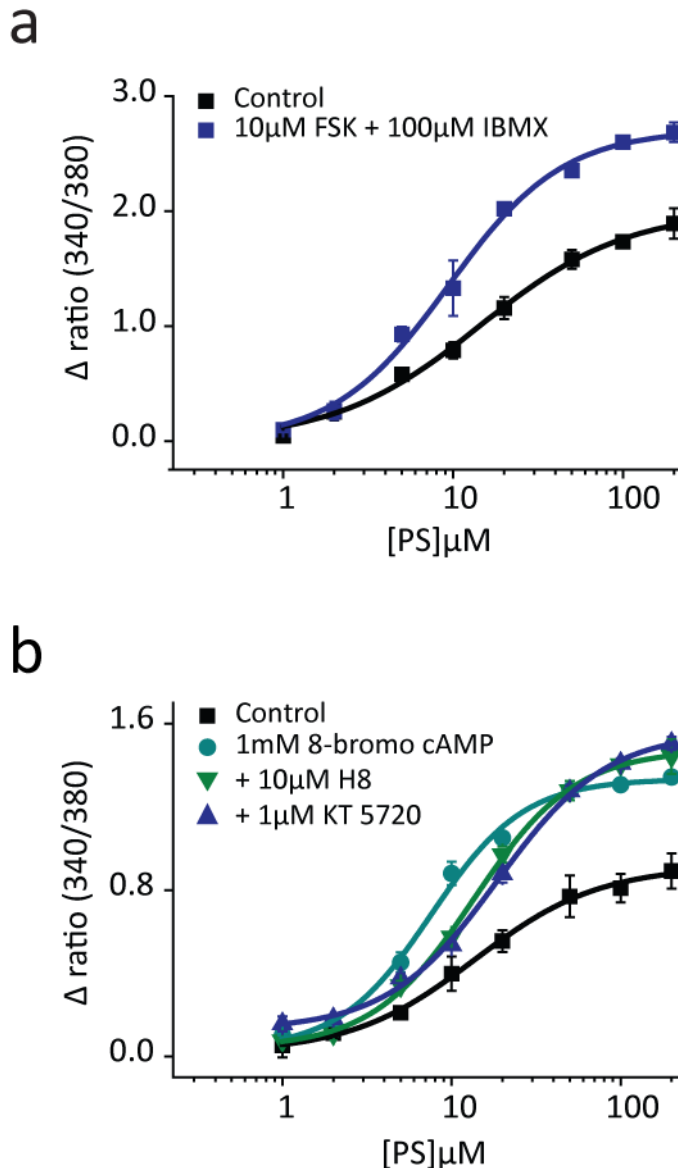 a
3.0
Control
10μM FSK + 100μM IBMX
2.0
Δ ratio (340/380)
1.0
0.0
1 10 100
[PS]μM
b
1.6
Control
1mM 8-bromo cAMP
+ 10μM H8
+ 1μM KT 5720
0.8
Δ ratio (340/380)
0.0
1 10 100
[PS]μM